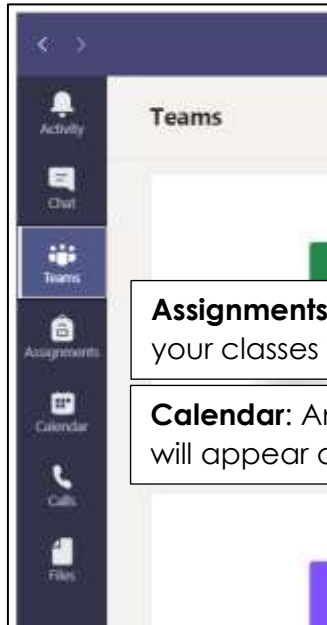 Activity
Teams
Chat
Teams
Assignments
your classes
Assignments
Calendar: Ar
will appear
Calendar
Calls
Files